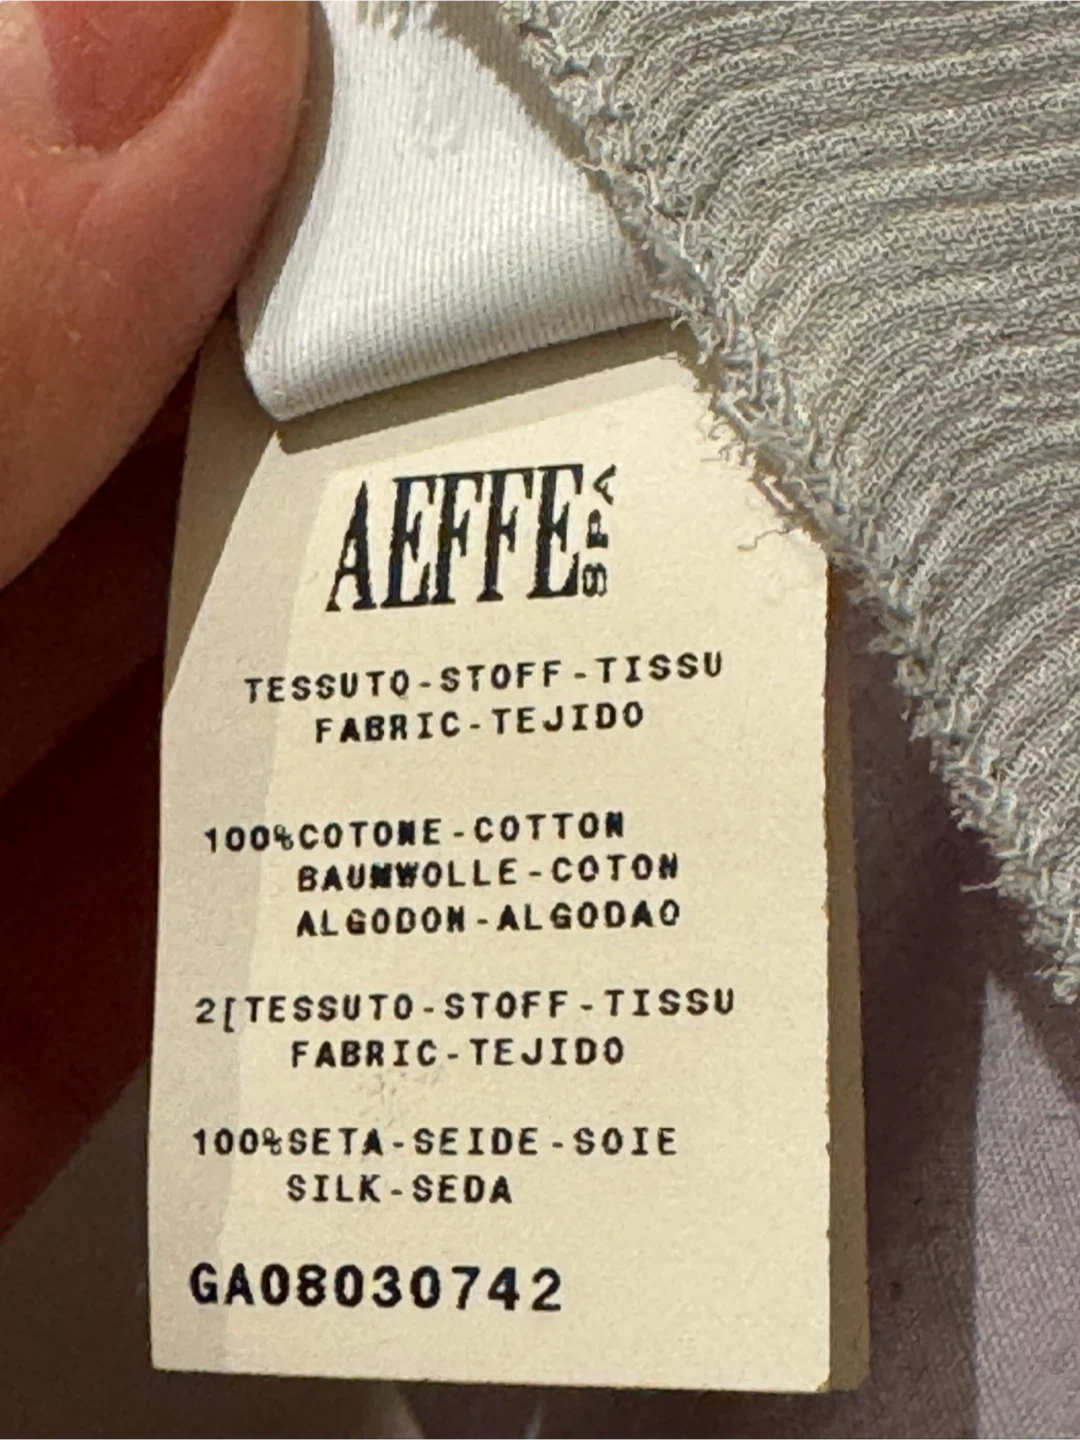 AEFFE SPA
TESSUTO-STOFF-TISSU
FABRIC-TEJIDO
100%COTONE-COTTON
BAUMWOLLE-COTON
ALGODON-ALGODAO
2[TESSUTO-STOFF-TISSU
FABRIC-TEJIDO
100%SETA-SEIDE-SOIE
SILK-SEDA
GA08030742